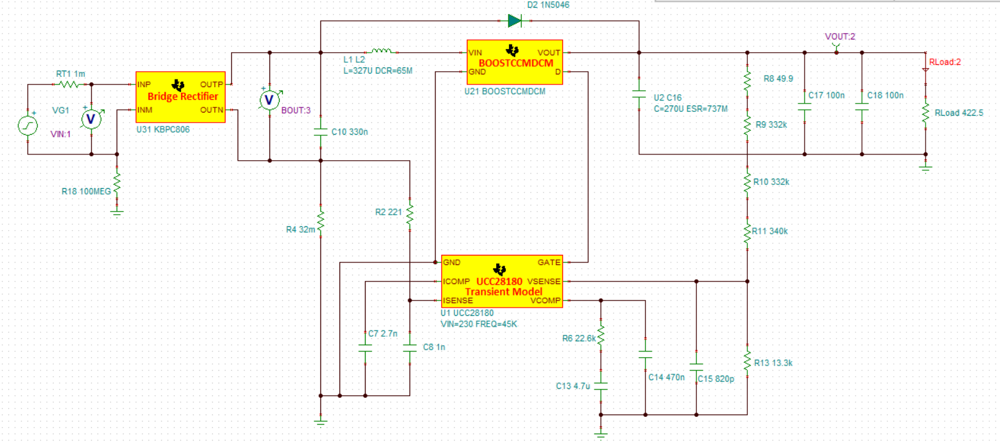 D2 1N5046
VIN
VOUT
BOOSTCCMDCM
GND
D
U21 BOOSTCCMDCM
L1 L2
L=327U DCR=65M
VOUT:2
RLoad:2
RLoad 422.5
RT1 1m
INP
OUTP
Bridge Rectifier
INM
OUTN
U31 KBPC806
VG1
+
V
VIN:1
+
+
V
BOUT:3
C10 330n
U2 C16
C=270U ESR=737M
R8 49.9
R9 332k
C17 100n
C18 100n
R18 100MEG
R4 32m
R2 221
R10 332k
R11 340k
GND
GATE
ICOMP
UCC28180
VSENSE
Transient Model
ISENSE
VCOMP
U1 UCC28180
VIN=230 FREQ=45K
C7 2.7n
C8 1n
R6 22.6k
C13 4.7u
C14 470n
C15 820p
R13 13.3k